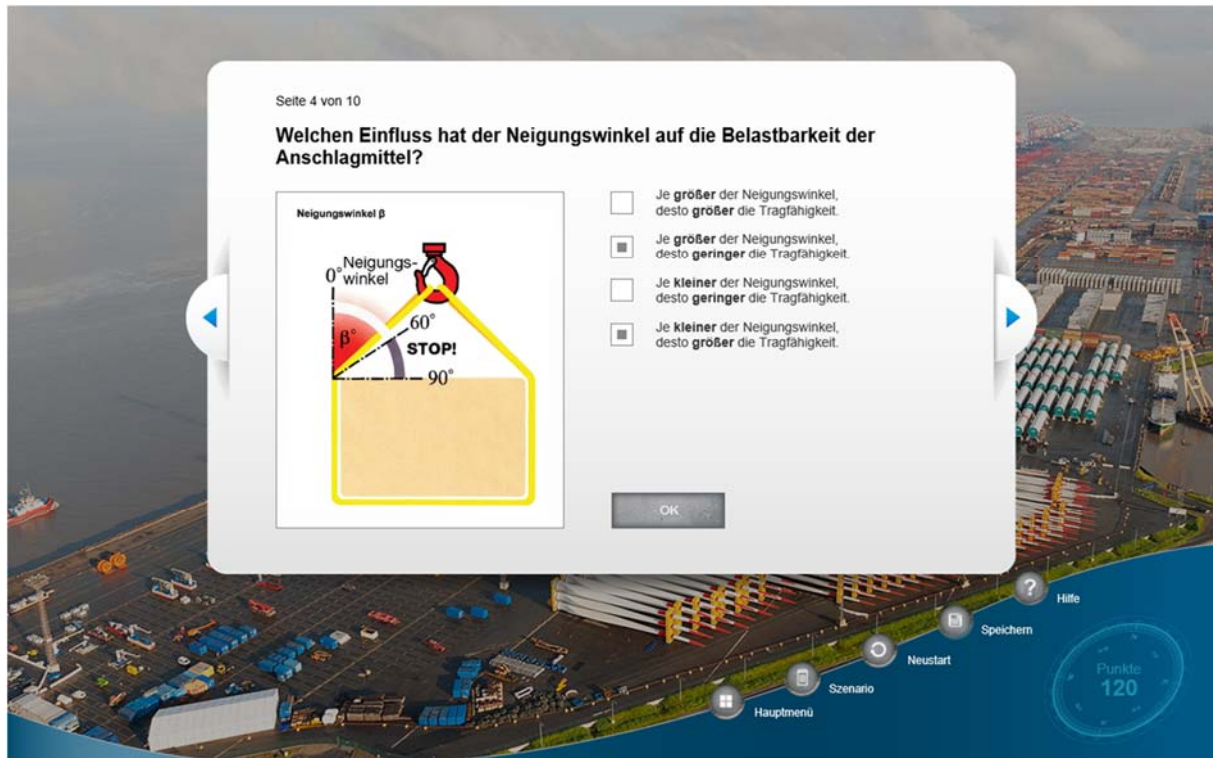 Seite 4 von 10
Welchen Einfluss hat der Neigungswinkel auf die Belastbarkeit der
Anschlagmittel?
Neigungswinkel β
0° Neigungs-
winkel
β°
60°
STOP!
90°
Je größer der Neigungswinkel,
desto größer die Tragfähigkeit.
Je größer der Neigungswinkel,
desto geringer die Tragfähigkeit.
Je kleiner der Neigungswinkel,
desto geringer die Tragfähigkeit.
Je kleiner der Neigungswinkel,
desto größer die Tragfähigkeit.
OK
? Hilfe
Speichern
Neustart
Szenario
Hauptmenü
Punkte
120